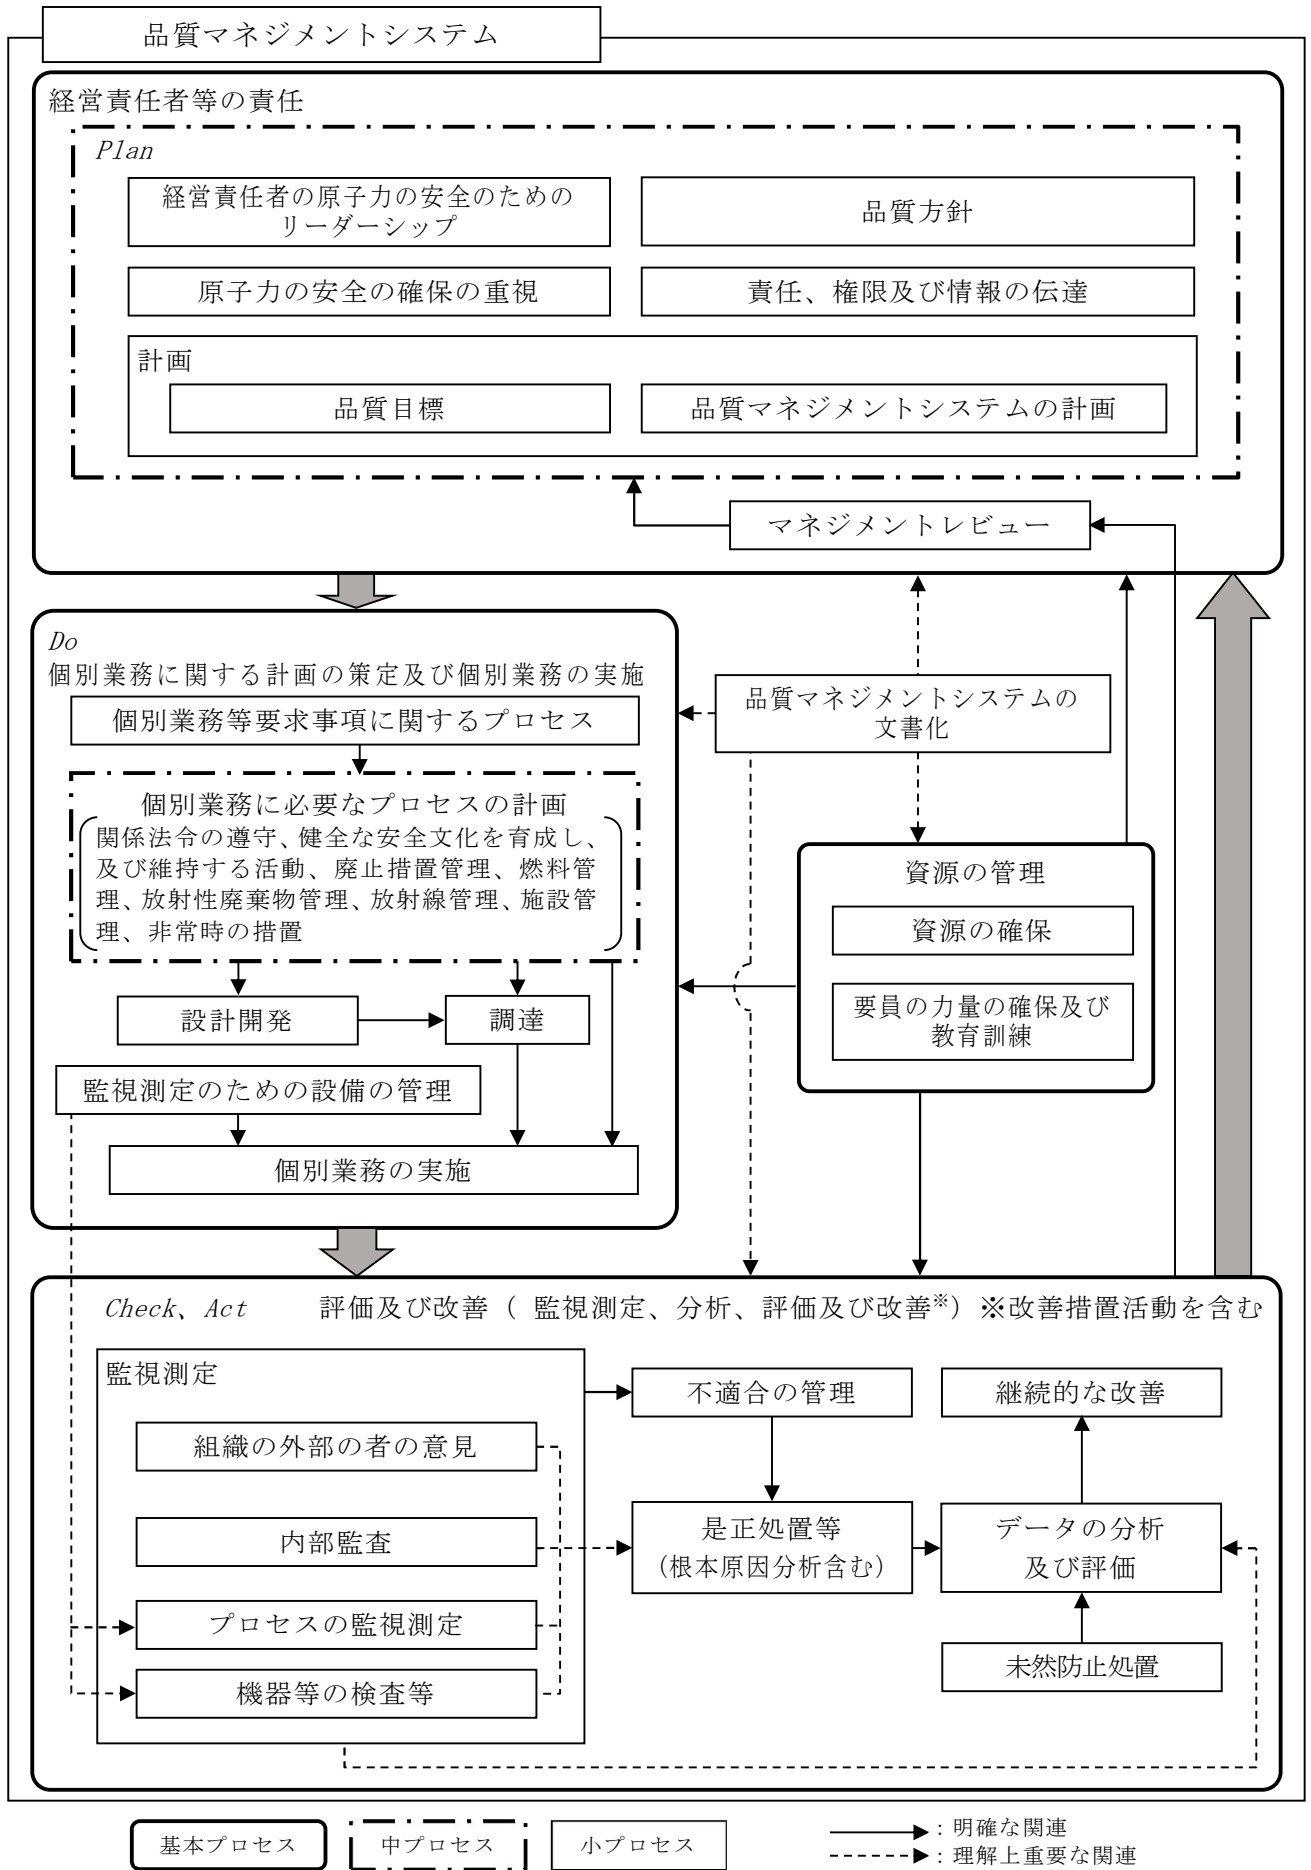 品質マネジメントシステム
経営責任者等の責任
Plan
経営責任者の原子力の安全のための
リーダーシップ
品質方針
原子力の安全の確保の重視
責任、権限及び情報の伝達
計画
品質目標
品質マネジメントシステムの計画
マネジメントレビュー
Do
個別業務に関する計画の策定及び個別業務の実施
個別業務等要求事項に関するプロセス
品質マネジメントシステムの
文書化
個別業務に必要なプロセスの計画
関係法令の遵守、健全な安全文化を育成し、
及び維持する活動、廃止措置管理、燃料管
理、放射性廃棄物管理、放射線管理、施設管
理、非常時の措置
資源の管理
資源の確保
要員の力量の確保及び
教育訓練
設計開発
調達
監視測定のための設備の管理
個別業務の実施
Check、Act 評価及び改善（ 監視測定、分析、評価及び改善※）※改善措置活動を含む
監視測定
不適合の管理
継続的な改善
組織の外部の者の意見
内部監査
是正処置等
（根本原因分析含む）
データの分析
及び評価
プロセスの監視測定
未然防止処置
機器等の検査等
基本プロセス
中プロセス
小プロセス
：明確な関連
：理解上重要な関連